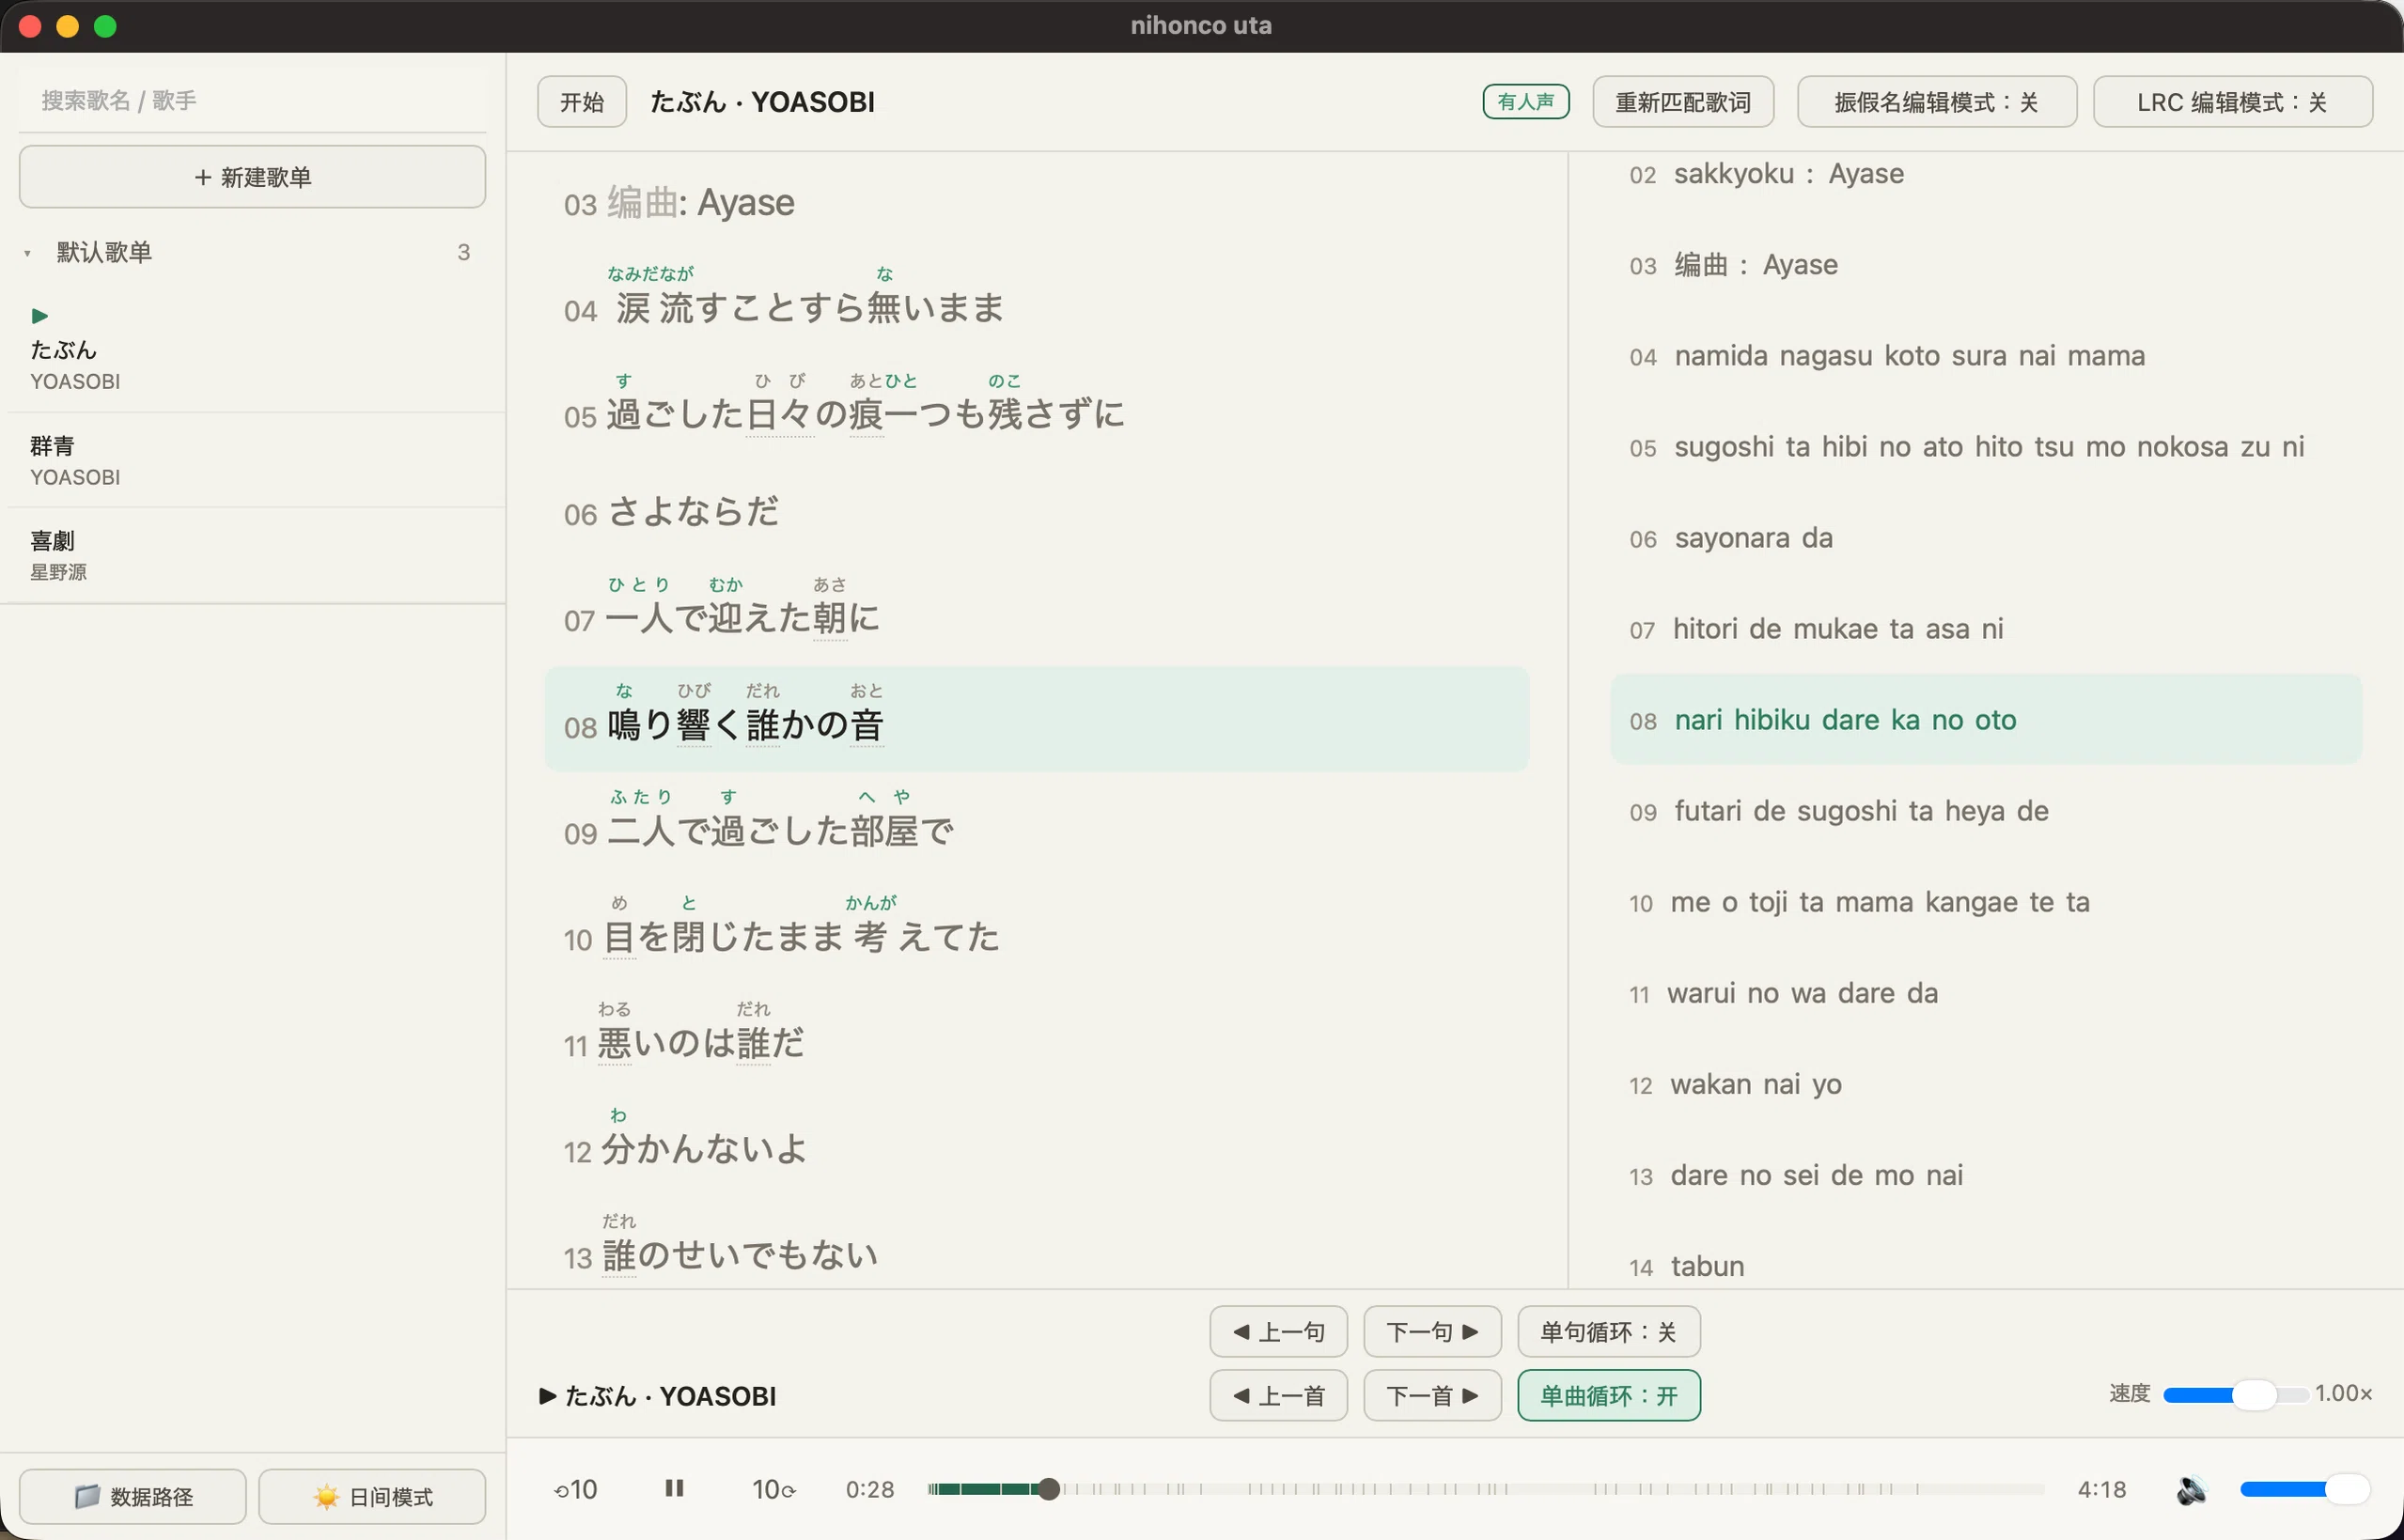 nihonco uta
搜索歌名 / 歌手
+ 新建歌单
▾ 默认歌单 3
▶
たぶん
YOASOBI
群青
YOASOBI
喜劇
星野源
📁 数据路径
☀️ 日间模式
开始
たぶん · YOASOBI
有人声
重新匹配歌词
振假名编辑模式：关
LRC 编辑模式：关
03 编曲: Ayase
なみだなが な
04 涙流すことすら無いまま
す ひ び あと ひと のこ
05 過ごした日々の痕一つも残さずに
06 さよならだ
ひとり むか あさ
07 一人で迎えた朝に
な ひび だれ おと
08 鳴り響く誰かの音
ふたり す へ や
09 二人で過ごした部屋で
め と かんが
10 目を閉じたまま考えてた
わる だれ
11 悪いのは誰だ
わ
12 分かんないよ
だれ
13 誰のせいでもない
02 sakkyoku : Ayase
03 编曲 : Ayase
04 namida nagasu koto sura nai mama
05 sugoshi ta hibi no ato hito tsu mo nokosa zu ni
06 sayonara da
07 hitori de mukae ta asa ni
08 nari hibiku dare ka no oto
09 futari de sugoshi ta heya de
10 me o toji ta mama kangae te ta
11 warui no wa dare da
12 wakan nai yo
13 dare no sei de mo nai
14 tabun
◀ 上一句
下一句 ▶
单句循环：关
▶ たぶん · YOASOBI
◀ 上一首
下一首 ▶
单曲循环：开
速度 1.00×
⟲10
10⟳
0:28
4:18